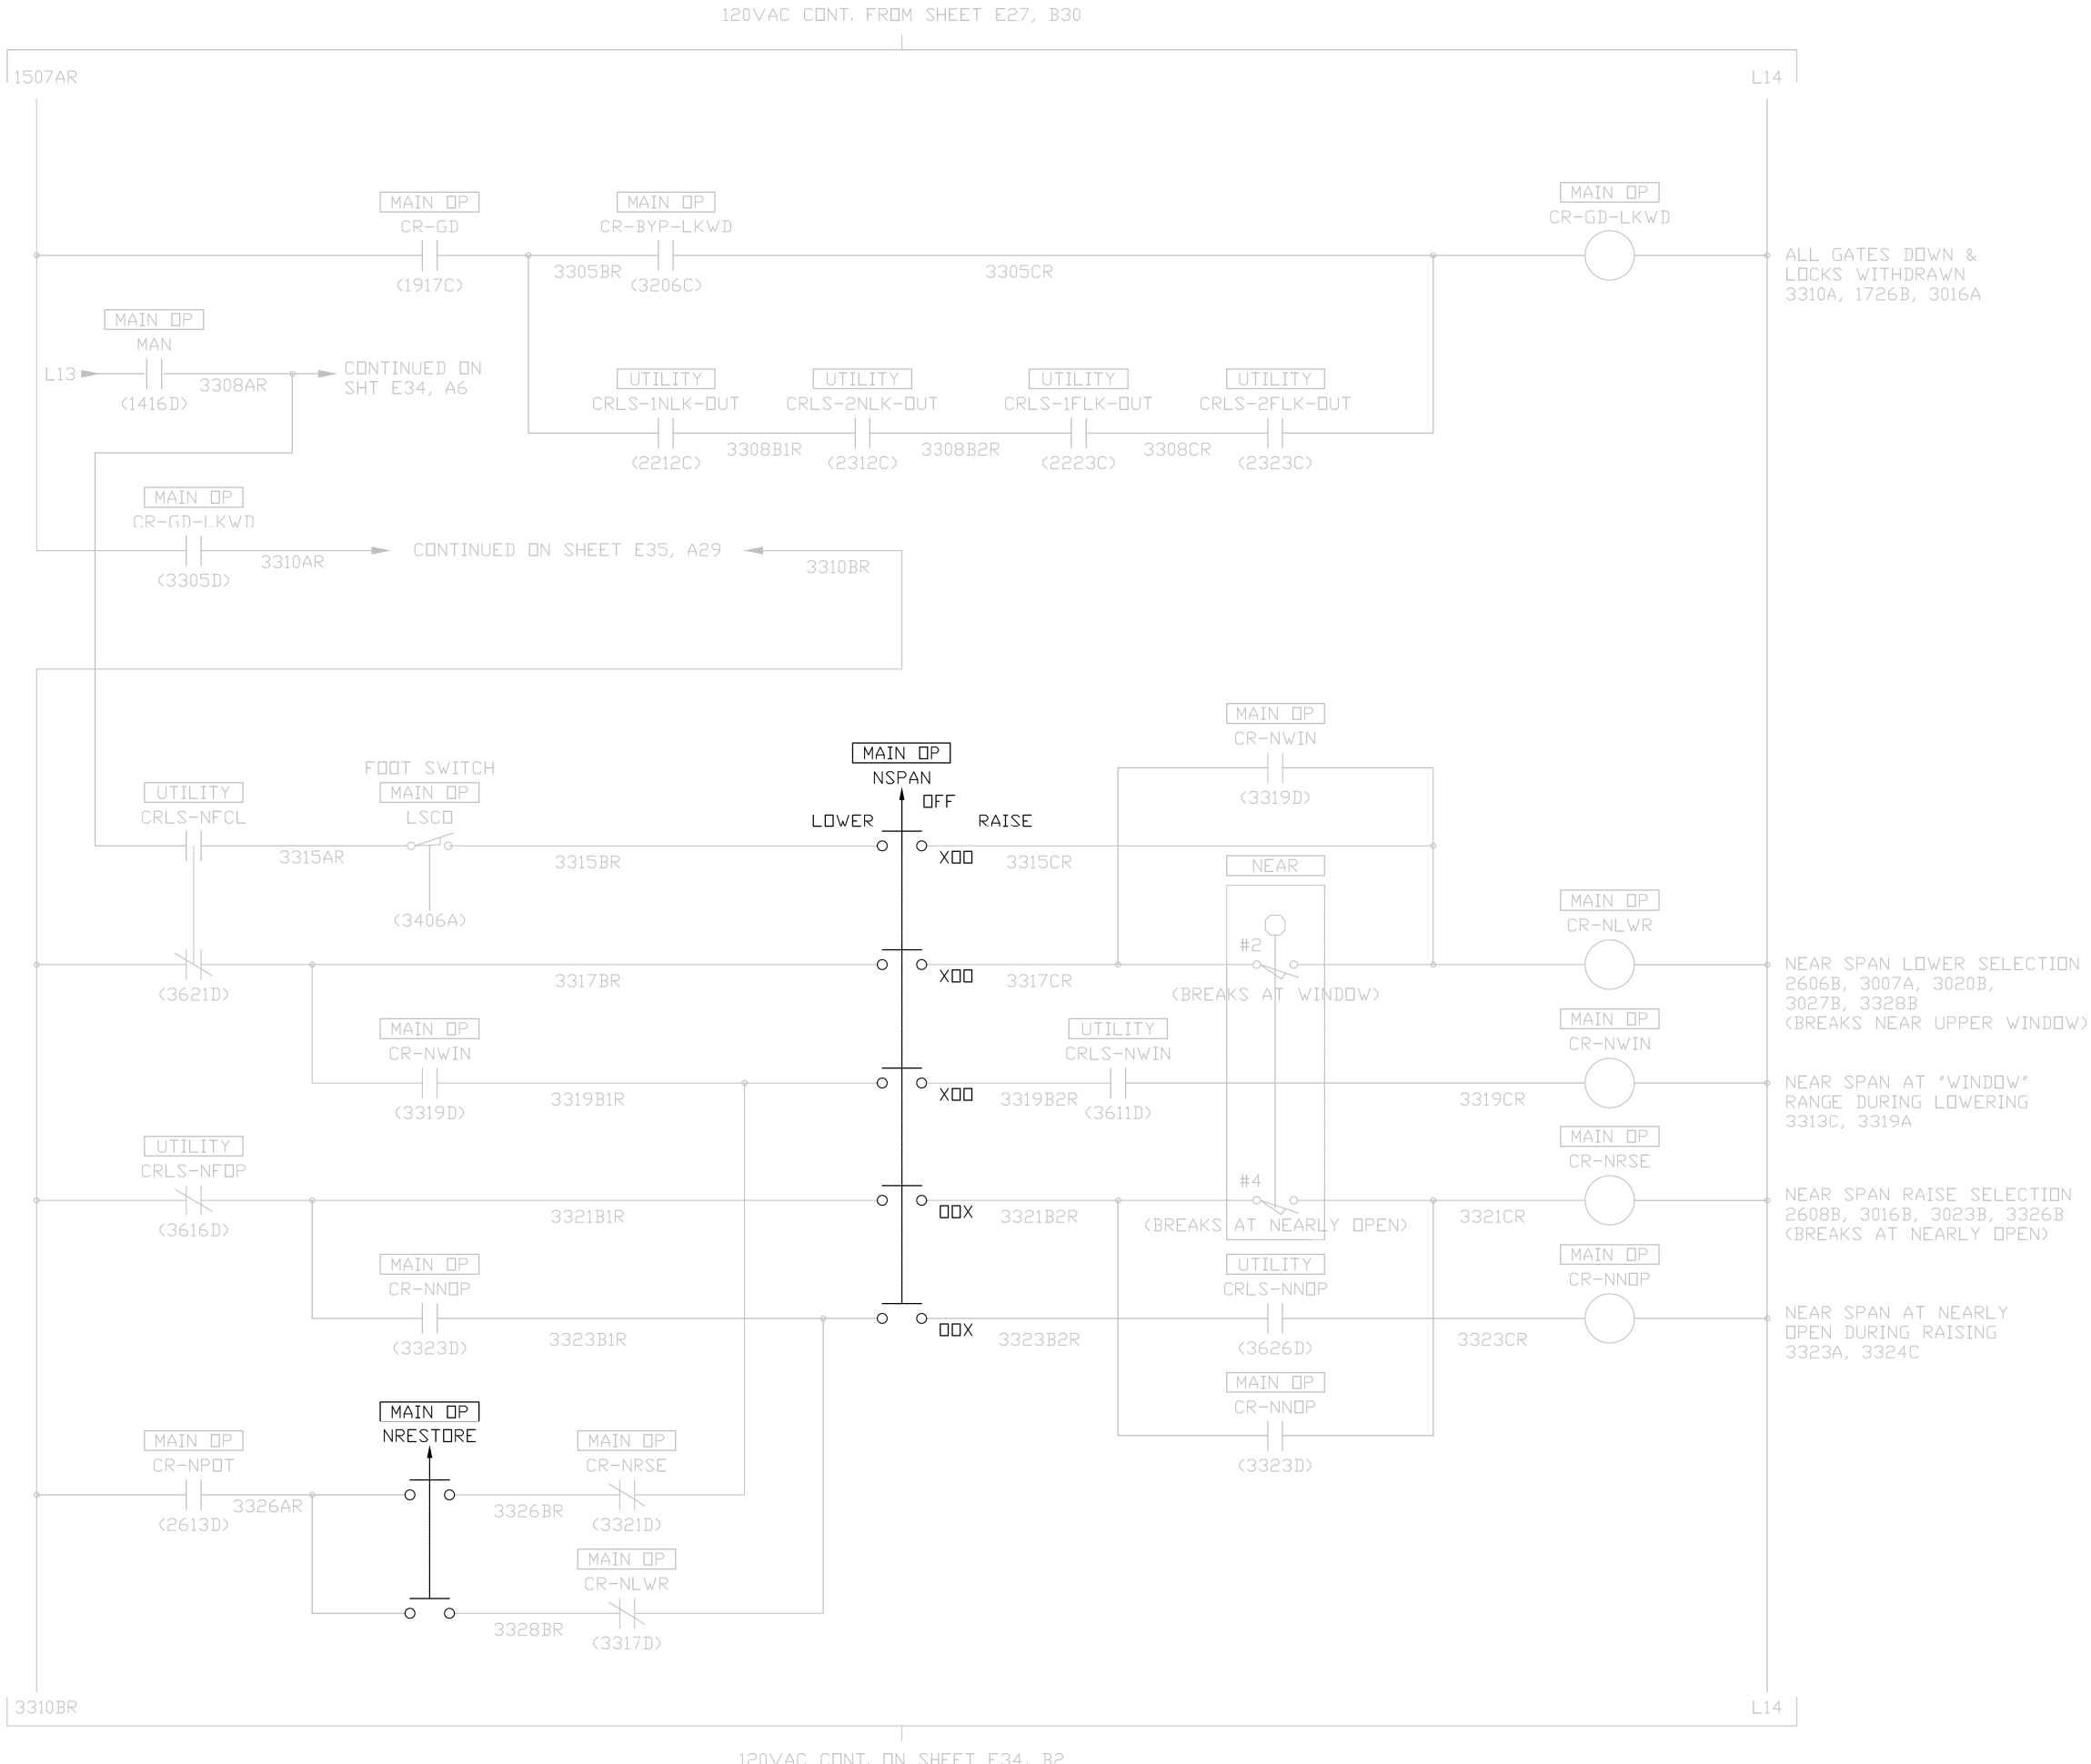 120VAC CONT. FROM SHEET E27, B30
1507AR
L14
MAIN OP
CR-GD
(1917C)
3305BR
MAIN OP
CR-BYP-LKWD
(3206C)
3305CR
MAIN OP
CR-GD-LKWD
ALL GATES DOWN &
LOCKS WITHDRAWN
3310A, 1726B, 3016A
MAIN OP
MAN
L13
(1416D)
3308AR
CONTINUED ON
SHT E34, A6
UTILITY
CRLS-1NLK-OUT
(2212C)
3308B1R
UTILITY
CRLS-2NLK-OUT
(2312C)
3308B2R
UTILITY
CRLS-1FLK-OUT
(2223C)
3308CR
UTILITY
CRLS-2FLK-OUT
(2323C)
MAIN OP
CR-GD-LKWD
(3305D)
3310AR
CONTINUED ON SHEET E35, A29
3310BR
MAIN OP
CR-NWIN
(3319D)
UTILITY
CRLS-NFCL
3315AR
FOOT SWITCH
MAIN OP
LSCO
(3406A)
3315BR
MAIN OP
NSPAN
OFF
LOWER
RAISE
XOO
3315CR
NEAR
#2
(BREAKS AT WINDOW)
(3621D)
3317BR
XOO
3317CR
MAIN OP
CR-NLWR
NEAR SPAN LOWER SELECTION
2606B, 3007A, 3020B,
3027B, 3328B
(BREAKS NEAR UPPER WINDOW)
MAIN OP
CR-NWIN
(3319D)
3319B1R
XOO
3319B2R
UTILITY
CRLS-NWIN
(3611D)
3319CR
MAIN OP
CR-NWIN
NEAR SPAN AT "WINDOW"
RANGE DURING LOWERING
3313C, 3319A
UTILITY
CRLS-NFOP
(3616D)
3321B1R
OOX
3321B2R
#4
(BREAKS AT NEARLY OPEN)
3321CR
MAIN OP
CR-NRSE
NEAR SPAN RAISE SELECTION
2608B, 3016B, 3023B, 3326B
(BREAKS AT NEARLY OPEN)
MAIN OP
CR-NNOP
(3323D)
3323B1R
OOX
3323B2R
UTILITY
CRLS-NNOP
(3626D)
3323CR
MAIN OP
CR-NNOP
NEAR SPAN AT NEARLY
OPEN DURING RAISING
3323A, 3324C
MAIN OP
CR-NNOP
(3323D)
MAIN OP
CR-NPOT
(2613D)
3326AR
MAIN OP
NRESTORE
3326BR
MAIN OP
CR-NRSE
(3321D)
MAIN OP
CR-NLWR
3328BR
(3317D)
3310BR
L14
120VAC CONT. ON SHEET E34, B2